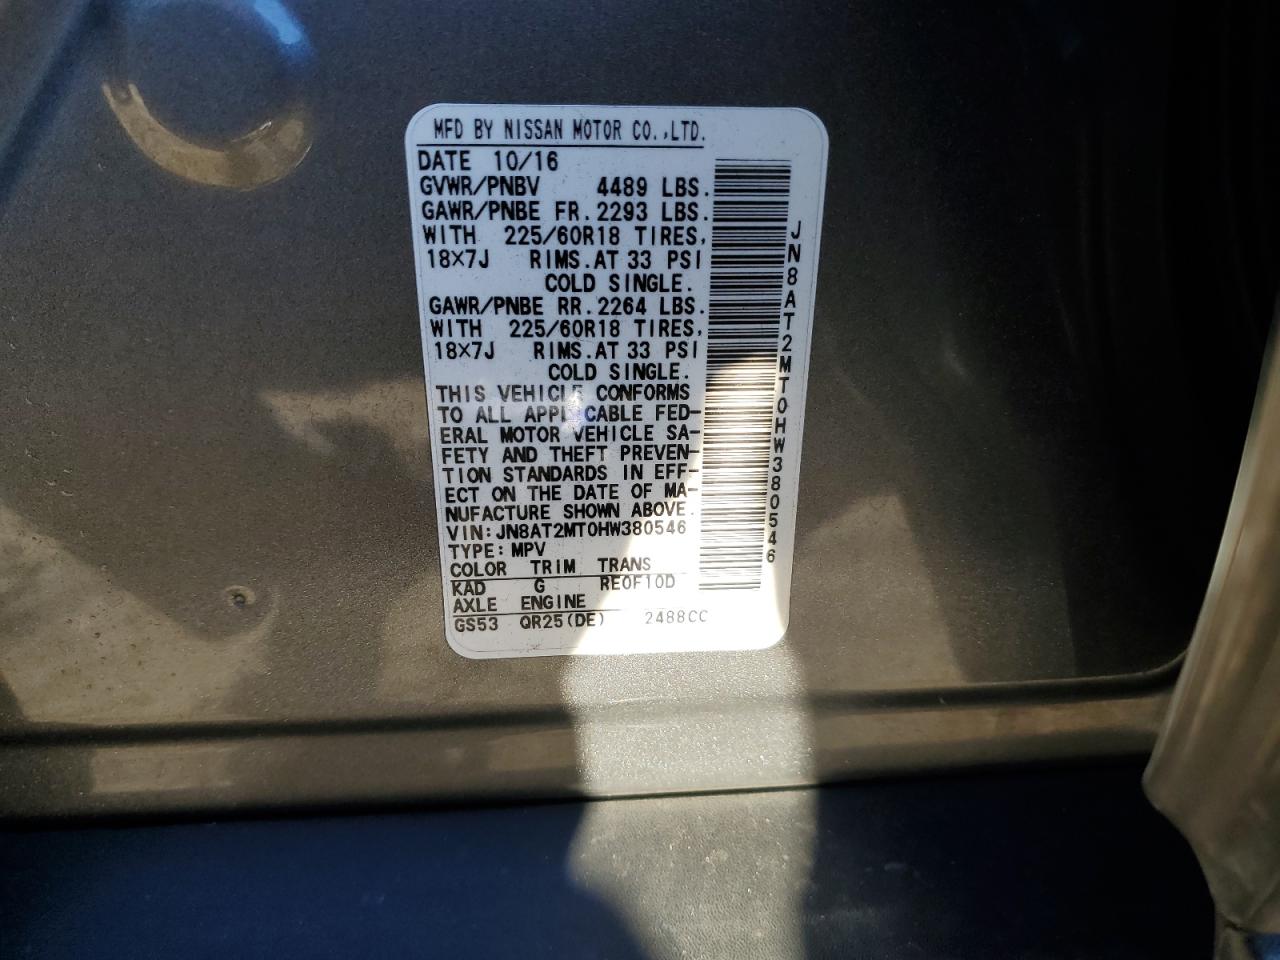 MFD BY NISSAN MOTOR CO.,LTD.
DATE 10/16
GVWR/PNBV 4489 LBS.
GAWR/PNBE FR. 2293 LBS.
WITH 225/60R18 TIRES,
18×7J RIMS.AT 33 PSI
COLD SINGLE.
GAWR/PNBE RR. 2264 LBS.
WITH 225/60R18 TIRES,
18×7J RIMS.AT 33 PSI
COLD SINGLE.
THIS VEHICLE CONFORMS
TO ALL APPLICABLE FED-
ERAL MOTOR VEHICLE SA-
FETY AND THEFT PREVEN-
TION STANDARDS IN EFF-
ECT ON THE DATE OF MA-
NUFACTURE SHOWN ABOVE.
VIN:JN8AT2MT0HW380546
TYPE:MPV
COLOR TRIM TRANS
KAD G RE0F10D
AXLE ENGINE
GS53 QR25(DE) 2488CC
JN8AT2MT0HW380546